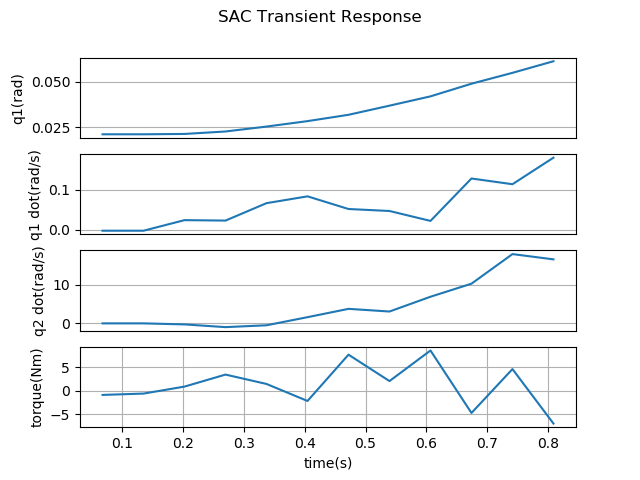 SAC Transient Response
q1(rad)
0.050
0.025
q1 dot(rad/s)
0.1
0.0
q2 dot(rad/s)
10
0
torque(Nm)
5
0
−5
0.1 0.2 0.3 0.4 0.5 0.6 0.7 0.8
time(s)